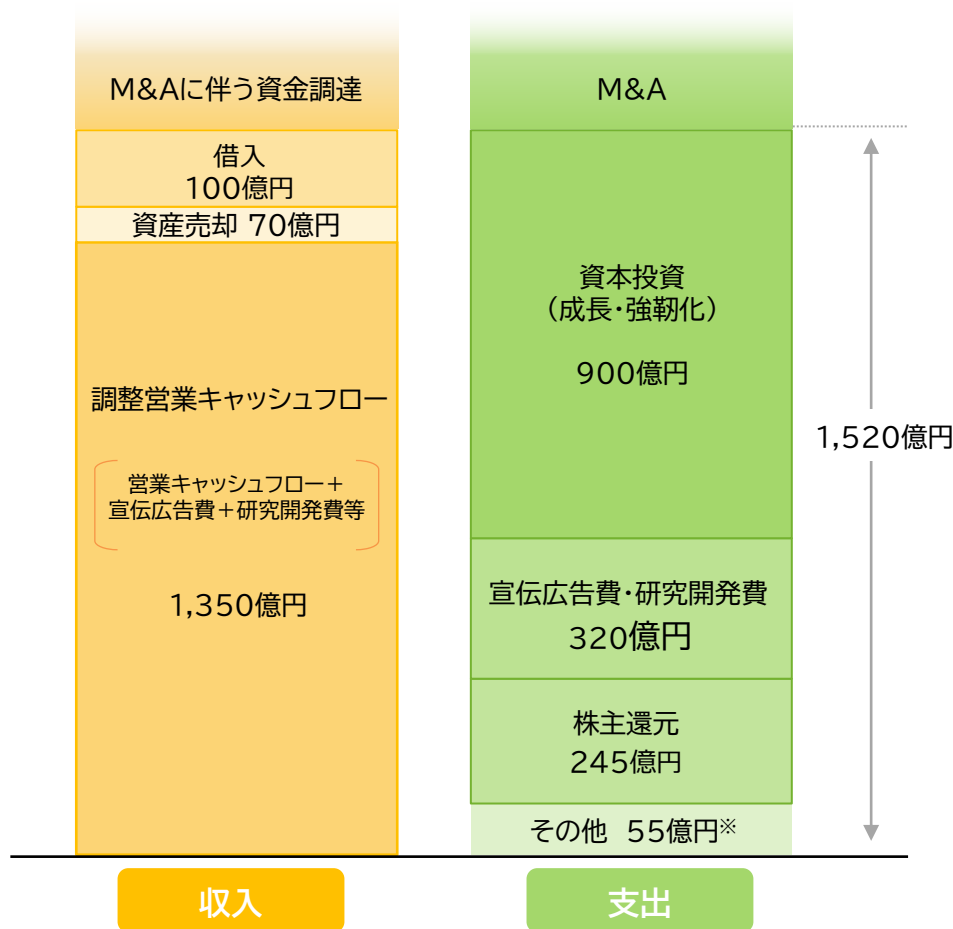 M&Aに伴う資金調達
借入
100億円
資産売却 70億円
調整営業キャッシュフロー
営業キャッシュフロー＋
宣伝広告費＋研究開発費等
1,350億円
収入
M&A
資本投資
（成長・強靭化）
900億円
宣伝広告費・研究開発費
320億円
株主還元
245億円
その他 55億円※
支出
1,520億円